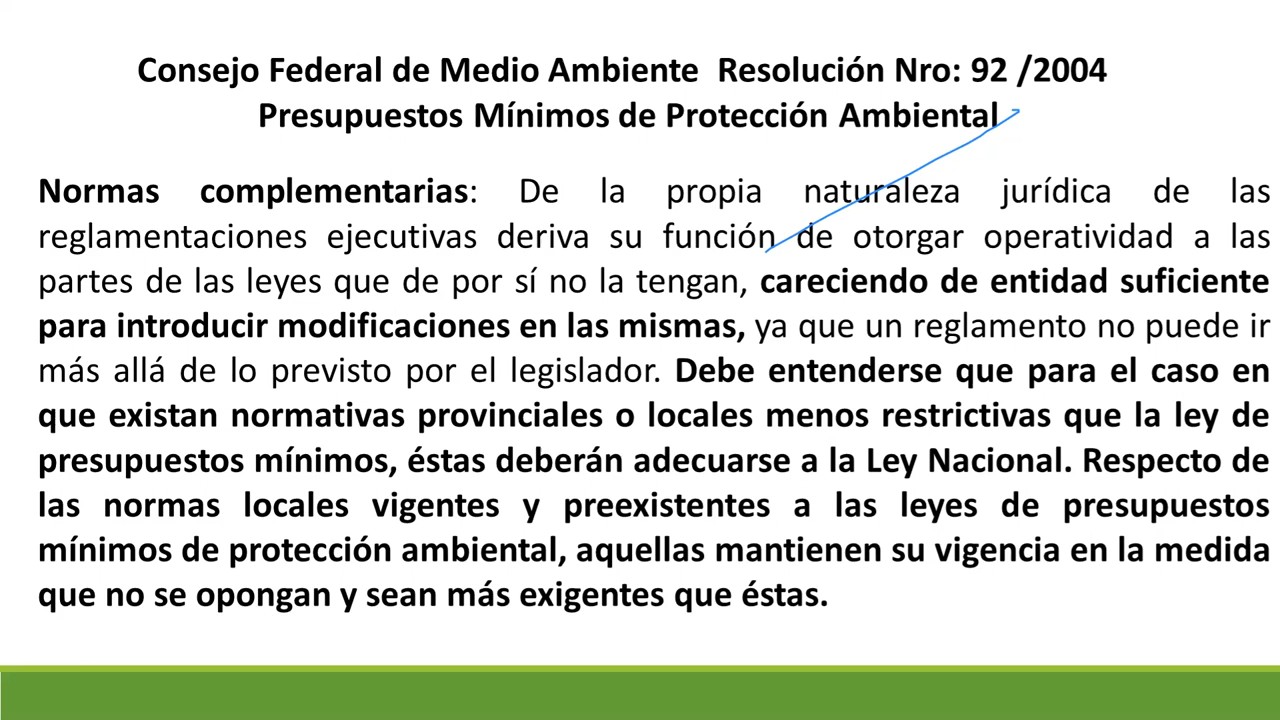 Consejo Federal de Medio Ambiente Resolución Nro: 92 /2004
Presupuestos Mínimos de Protección Ambiental
Normas complementarias: De la propia naturaleza jurídica de las
reglamentaciones ejecutivas deriva su función de otorgar operatividad a las
partes de las leyes que de por sí no la tengan, careciendo de entidad suficiente
para introducir modificaciones en las mismas, ya que un reglamento no puede ir
más allá de lo previsto por el legislador. Debe entenderse que para el caso en
que existan normativas provinciales o locales menos restrictivas que la ley de
presupuestos mínimos, éstas deberán adecuarse a la Ley Nacional. Respecto de
las normas locales vigentes y preexistentes a las leyes de presupuestos
mínimos de protección ambiental, aquellas mantienen su vigencia en la medida
que no se opongan y sean más exigentes que éstas.